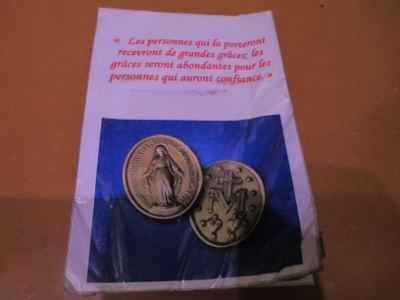 « Les personnes qui la porteront
recevront de grandes grâces; les
grâces seront abondantes pour les
personnes qui auront confiance. »
M